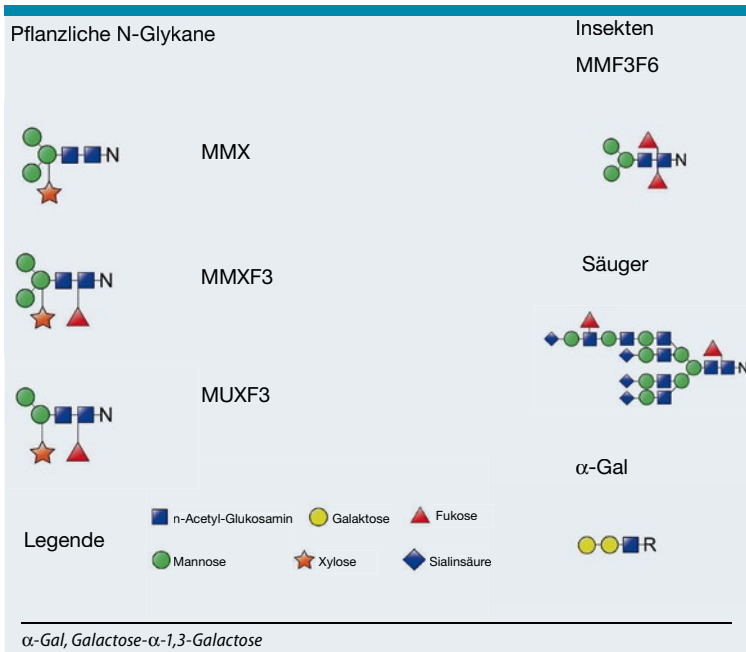 Pflanzliche N-Glykane
Insekten
MMF3F6
N
MMX
N
Säuger
N
MMXF3
N
N
MUXF3
α-Gal
Legende
n-Acetyl-Glukosamin
Galaktose
Fukose
Mannose
Xylose
Sialinsäure
R
α-Gal, Galactose-α-1,3-Galactose